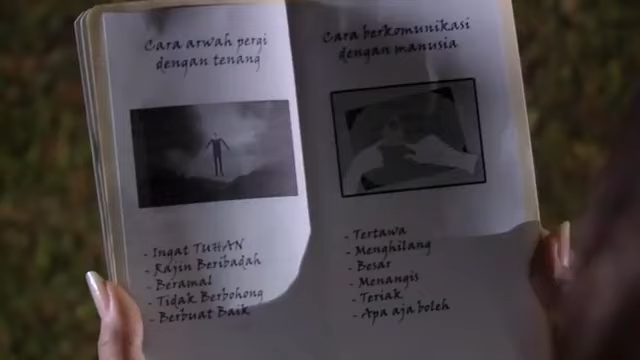 Cara arwah pergi
dengan tenang
- Ingat TUHAN
- Rajin Beribadah
- Beramal
- Tidak Berbohong
- Berbuat Baik
Cara berkomunikasi
dengan manusia
- Tertawa
- Menghilang
- Besar
- Menangis
- Teriak
- Apa aja boleh